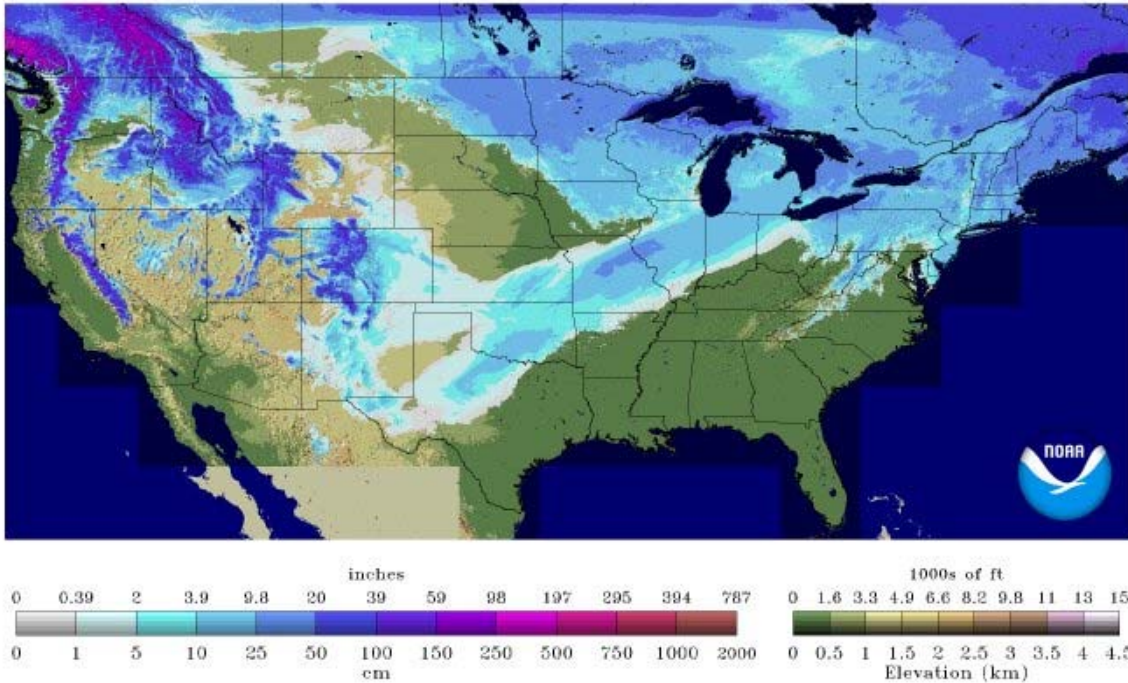 NOAA
inches
0 0.39 2 3.9 9.8 20 39 59 98 197 295 394 787
0 1 5 10 25 50 100 150 250 500 750 1000 2000
cm
1000s of ft
0 1.6 3.3 4.9 6.6 8.2 9.8 11 13 15
0 0.5 1 1.5 2 2.5 3 3.5 4 4.5
Elevation (km)